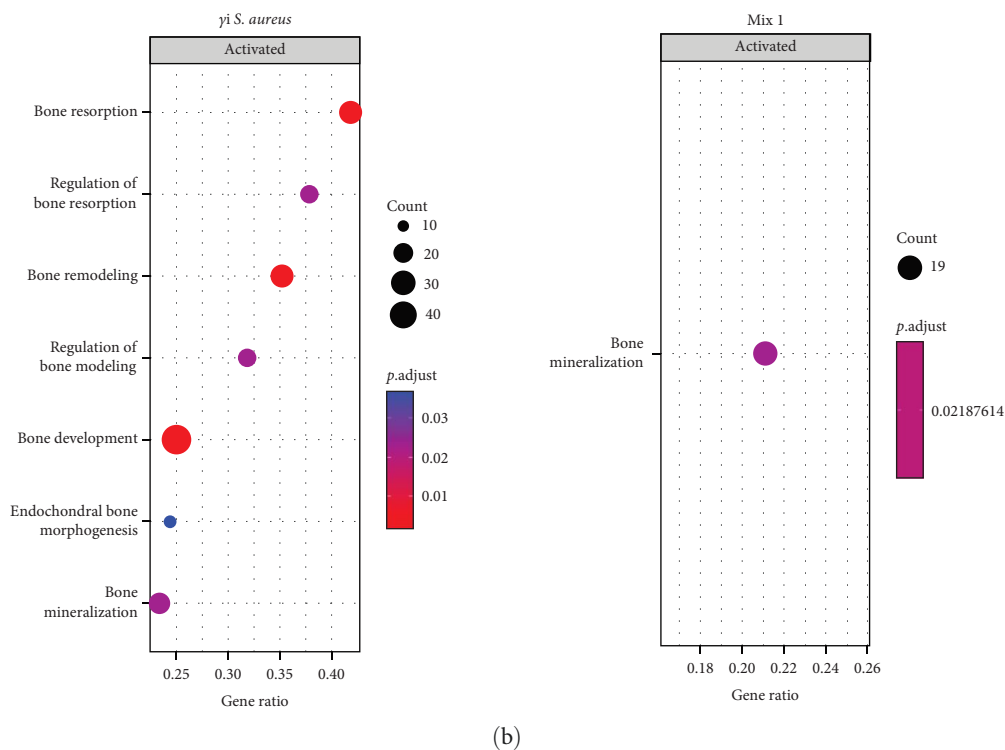 γi S. aureus
Activated
Bone resorption
Regulation of
bone resorption
Bone remodeling
Regulation of
bone modeling
Bone development
Endochondral bone
morphogenesis
Bone
mineralization
0.25 0.30 0.35 0.40
Gene ratio
Count
10
20
30
40
p.adjust
0.03
0.02
0.01
Mix 1
Activated
Bone
mineralization
0.18 0.20 0.22 0.24 0.26
Gene ratio
Count
19
p.adjust
0.02187614
(b)